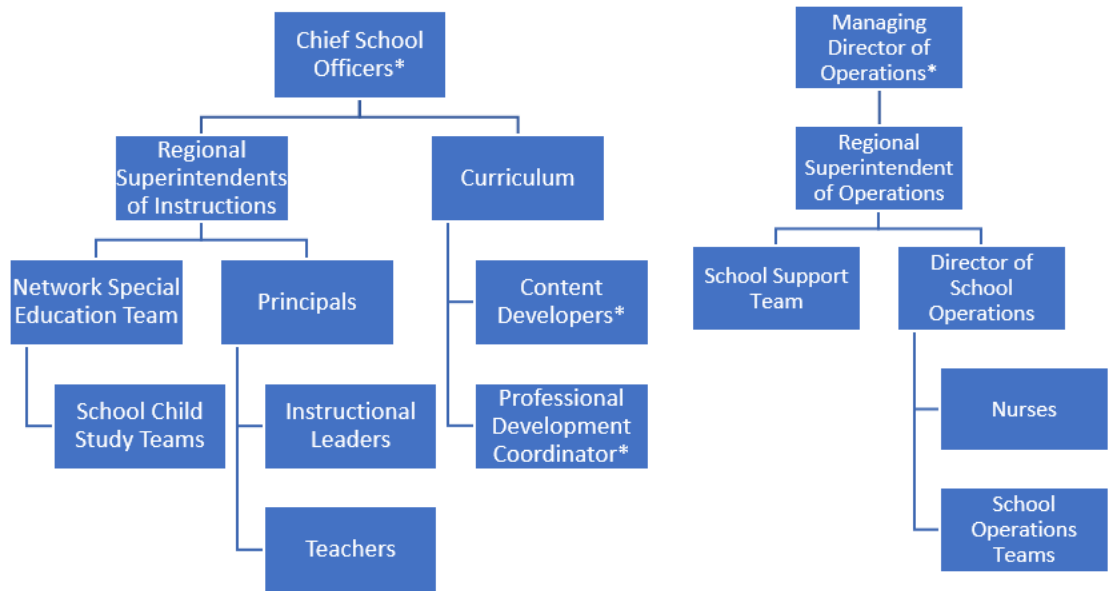 Chief School
Officers*
Managing
Director of
Operations*
Regional
Superintendents
of Instructions
Curriculum
Regional
Superintendent
of Operations
Network Special
Education Team
Principals
Content
Developers*
School Support
Team
Director of
School
Operations
School Child
Study Teams
Instructional
Leaders
Professional
Development
Coordinator*
Nurses
Teachers
School
Operations
Teams